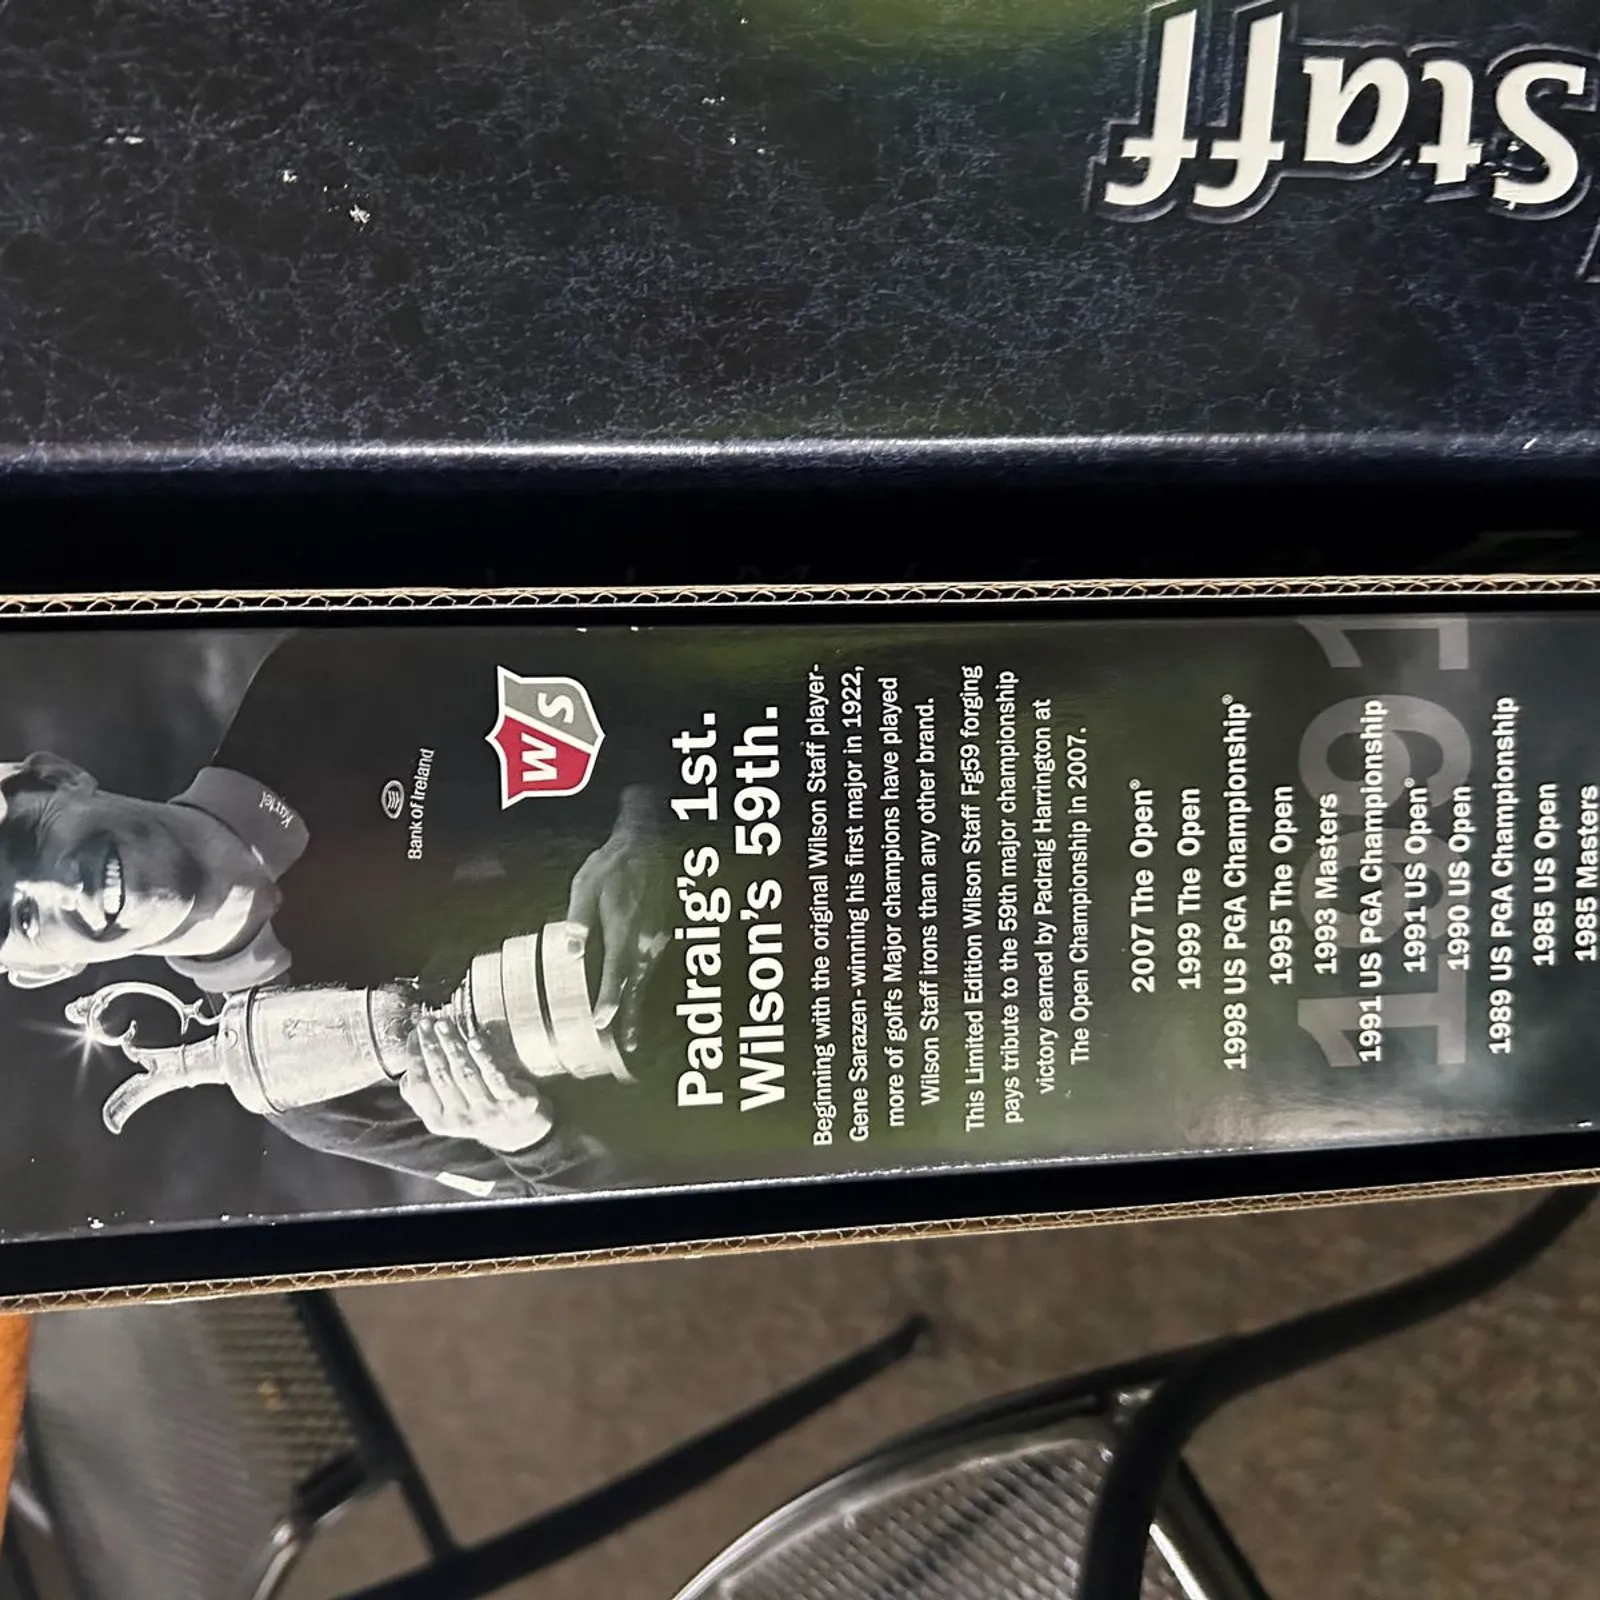 Staff
Kartel
Bank of Ireland
W S
Padraig's 1st.
Wilson's 59th.
Beginning with the original Wilson Staff player-
Gene Sarazen-winning his first major in 1922,
more of golf's Major champions have played
Wilson Staff irons than any other brand.
This Limited Edition Wilson Staff Fg59 forging
pays tribute to the 59th major championship
victory earned by Padraig Harrington at
The Open Championship in 2007.
2007 The Open®
1999 The Open
1998 US PGA Championship®
1995 The Open
1993 Masters
1991 US PGA Championship
1991 US Open®
1990 US Open
1989 US PGA Championship
1985 US Open
1985 Masters